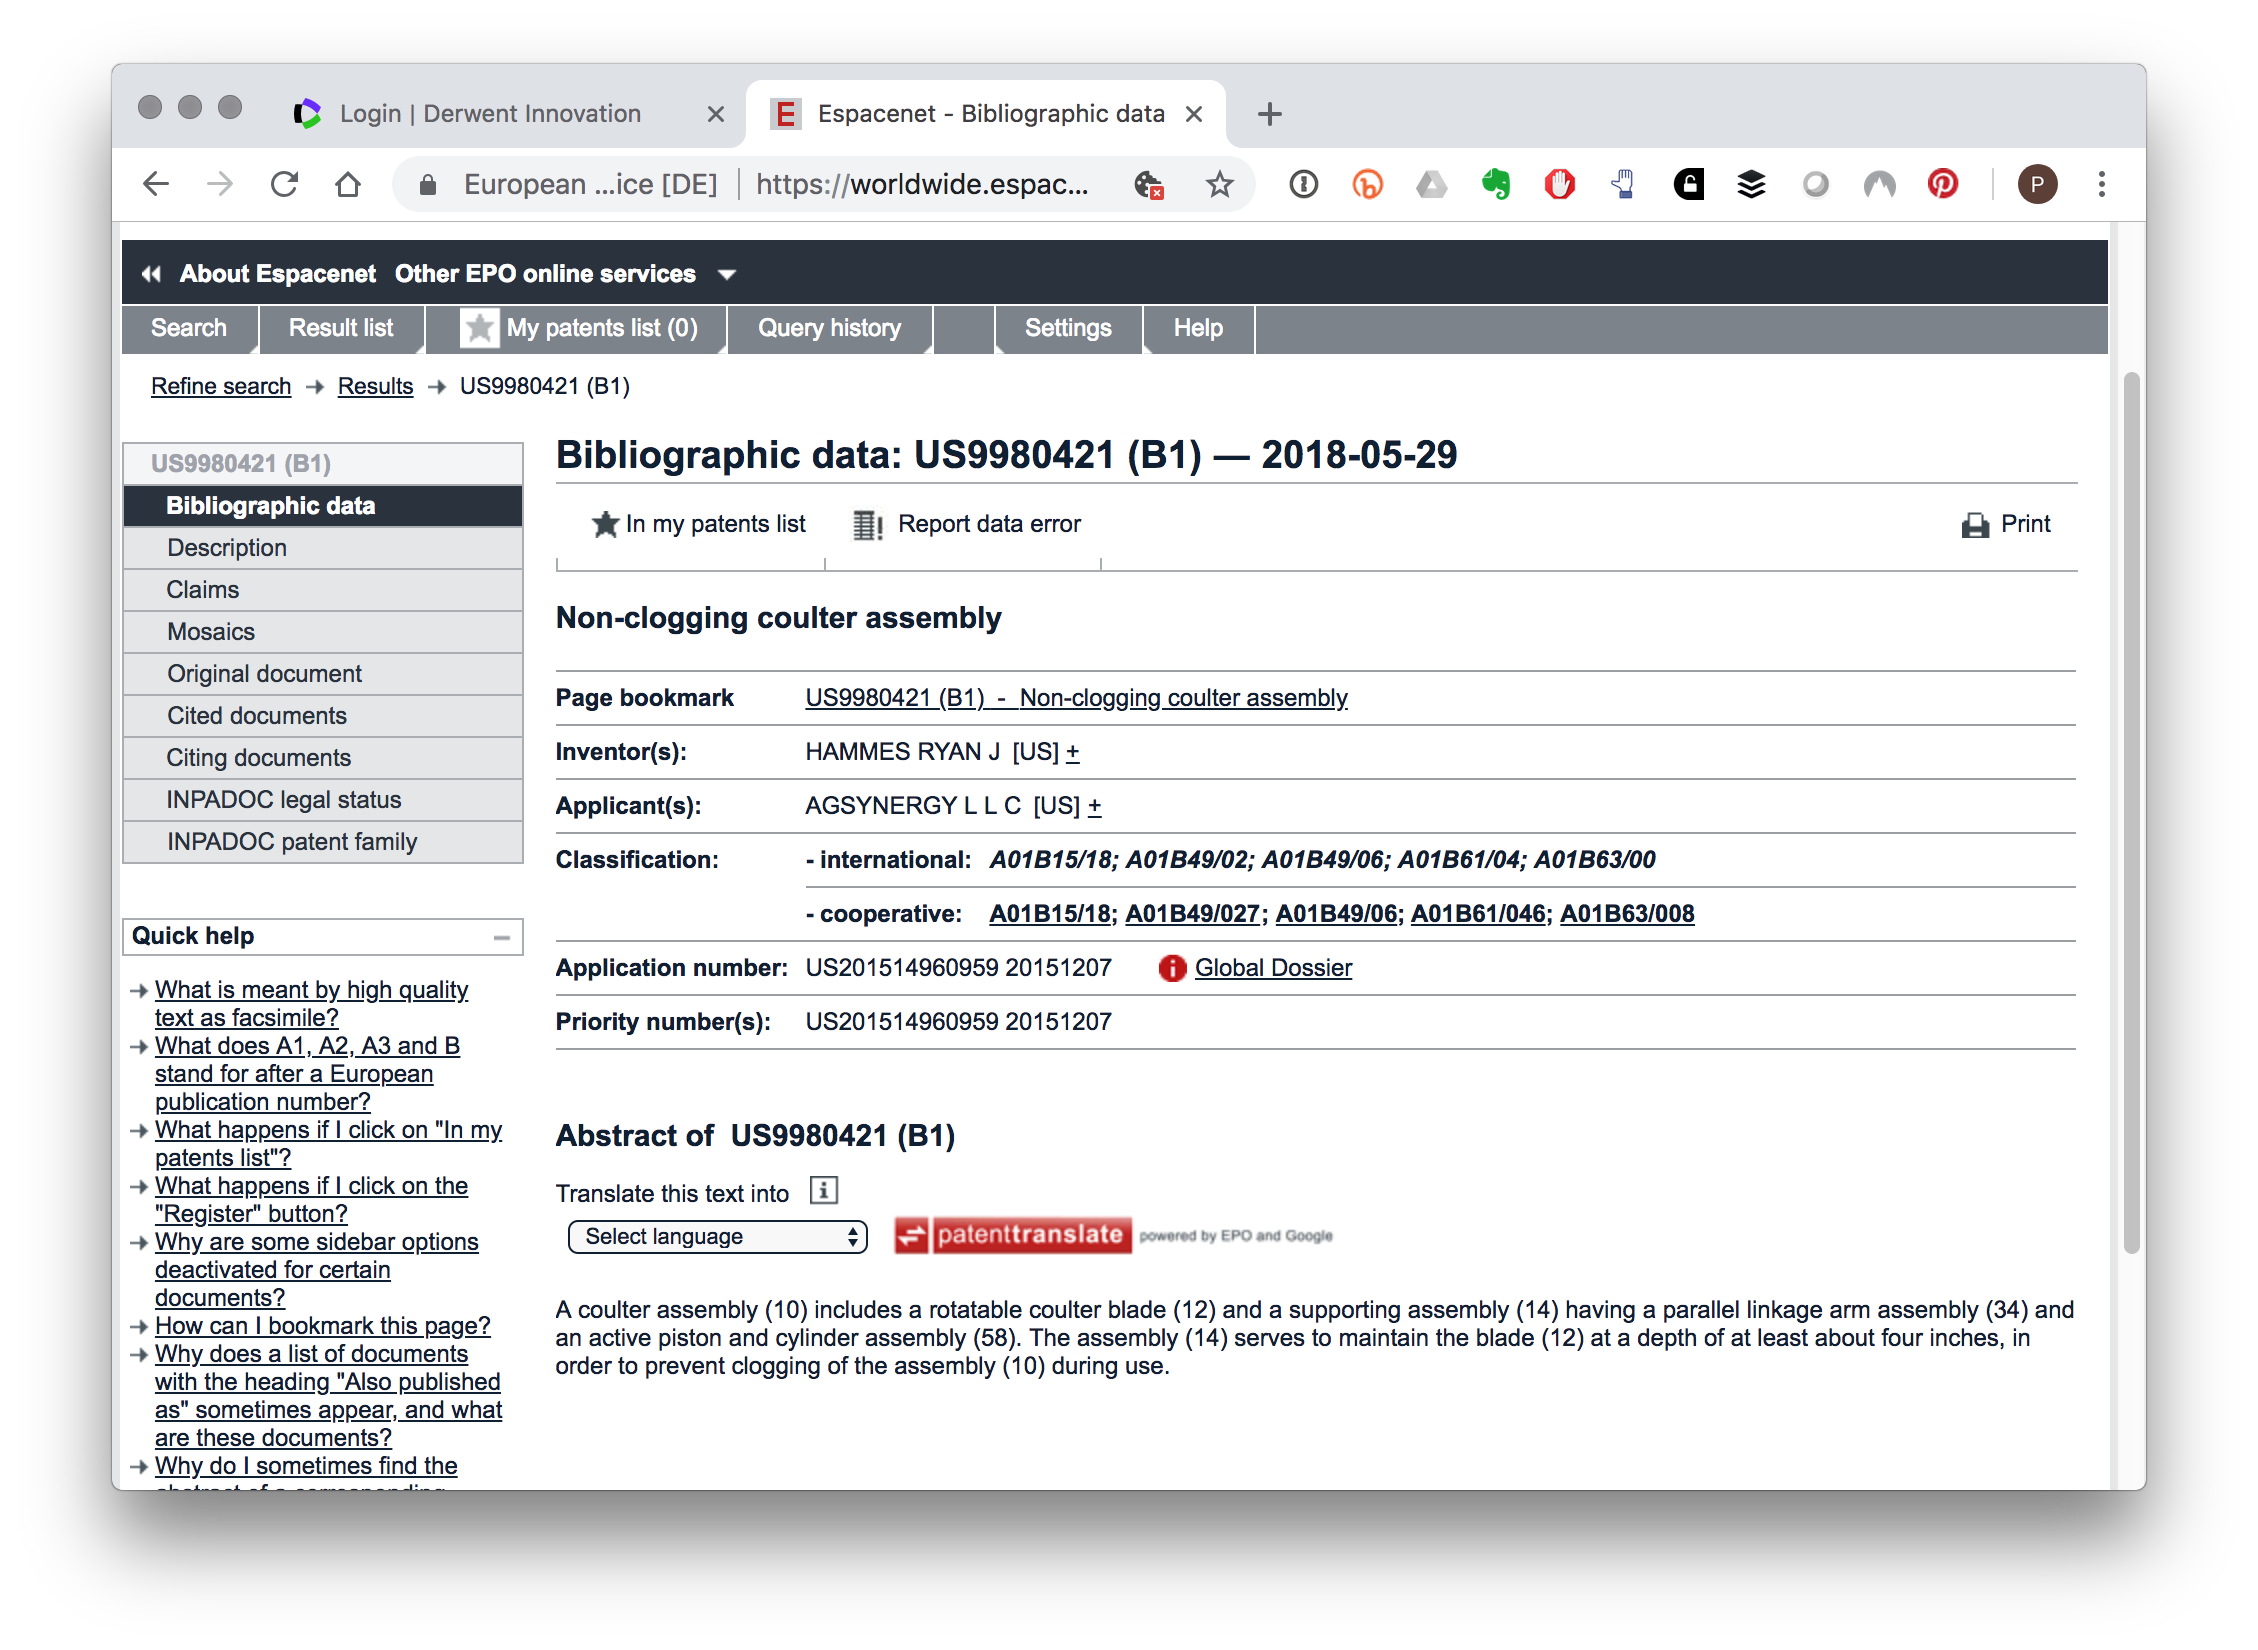 Login | Derwent Innovation
Espacenet - Bibliographic data
European ...ice [DE] | https://worldwide.espac...
P
About Espacenet Other EPO online services
Search Result list My patents list (0) Query history Settings Help
Refine search Results US9980421 (B1)
US9980421 (B1)
Bibliographic data
Description
Claims
Mosaics
Original document
Cited documents
Citing documents
INPADOC legal status
INPADOC patent family
Quick help
What is meant by high quality
text as facsimile?
What does A1, A2, A3 and B
stand for after a European
publication number?
What happens if I click on "In my
patents list"?
What happens if I click on the
"Register" button?
Why are some sidebar options
deactivated for certain
documents?
How can I bookmark this page?
Why does a list of documents
with the heading "Also published
as" sometimes appear, and what
are these documents?
Why do I sometimes find the
Bibliographic data: US9980421 (B1) — 2018-05-29
In my patents list Report data error Print
Non-clogging coulter assembly
Page bookmark US9980421 (B1) - Non-clogging coulter assembly
Inventor(s): HAMMES RYAN J [US] +
Applicant(s): AGSYNERGY L L C [US] +
Classification: - international: A01B15/18; A01B49/02; A01B49/06; A01B61/04; A01B63/00
- cooperative: A01B15/18; A01B49/027; A01B49/06; A01B61/046; A01B63/008
Application number: US201514960959 20151207 Global Dossier
Priority number(s): US201514960959 20151207
Abstract of US9980421 (B1)
Translate this text into
Select language patenttranslate powered by EPO and Google
A coulter assembly (10) includes a rotatable coulter blade (12) and a supporting assembly (14) having a parallel linkage arm assembly (34) and
an active piston and cylinder assembly (58). The assembly (14) serves to maintain the blade (12) at a depth of at least about four inches, in
order to prevent clogging of the assembly (10) during use.